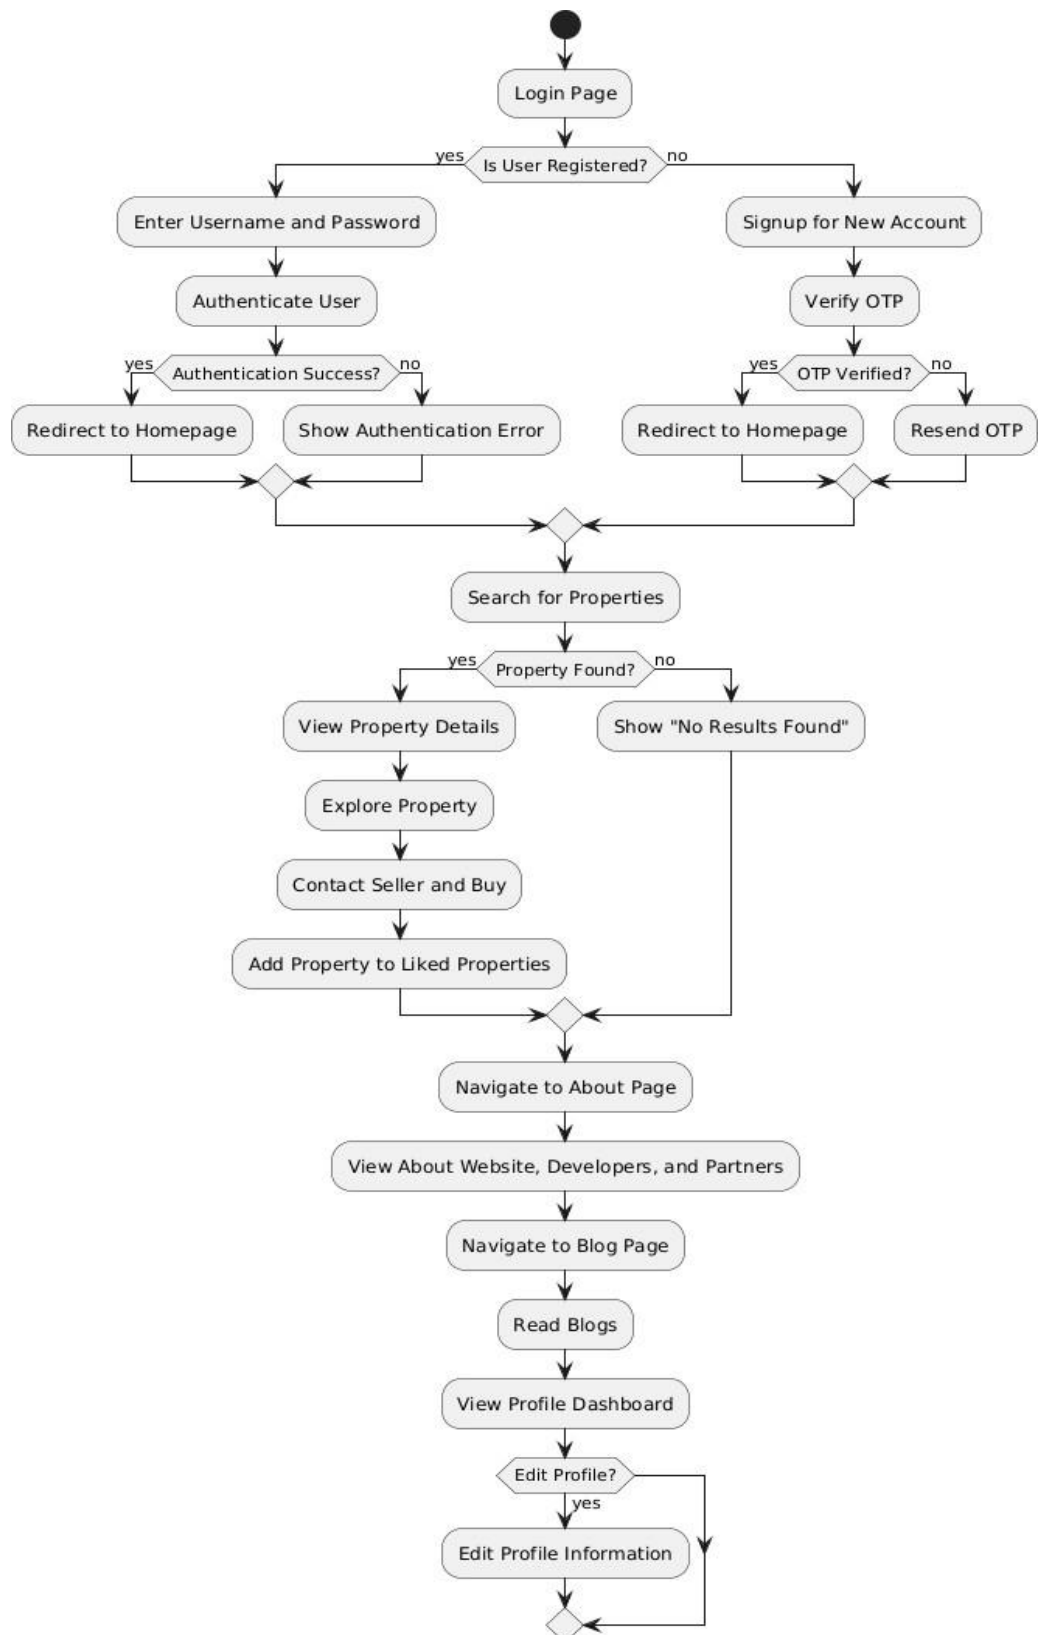 Login Page
yes
Is User Registered?
no
Enter Username and Password
Signup for New Account
Authenticate User
Verify OTP
yes
Authentication Success?
no
yes
OTP Verified?
no
Redirect to Homepage
Show Authentication Error
Redirect to Homepage
Resend OTP
Search for Properties
yes
Property Found?
no
View Property Details
Show "No Results Found"
Explore Property
Contact Seller and Buy
Add Property to Liked Properties
Navigate to About Page
View About Website, Developers, and Partners
Navigate to Blog Page
Read Blogs
View Profile Dashboard
Edit Profile?
yes
Edit Profile Information